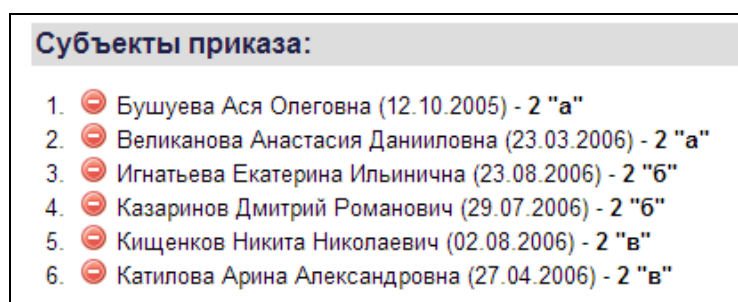 Субъекты приказа:
1. Бушуева Ася Олеговна (12.10.2005) - 2 "а"
2. Великанова Анастасия Данииловна (23.03.2006) - 2 "а"
3. Игнатьева Екатерина Ильинична (23.08.2006) - 2 "б"
4. Казаринов Дмитрий Романович (29.07.2006) - 2 "б"
5. Кищенков Никита Николаевич (02.08.2006) - 2 "в"
6. Катилова Арина Александровна (27.04.2006) - 2 "в"